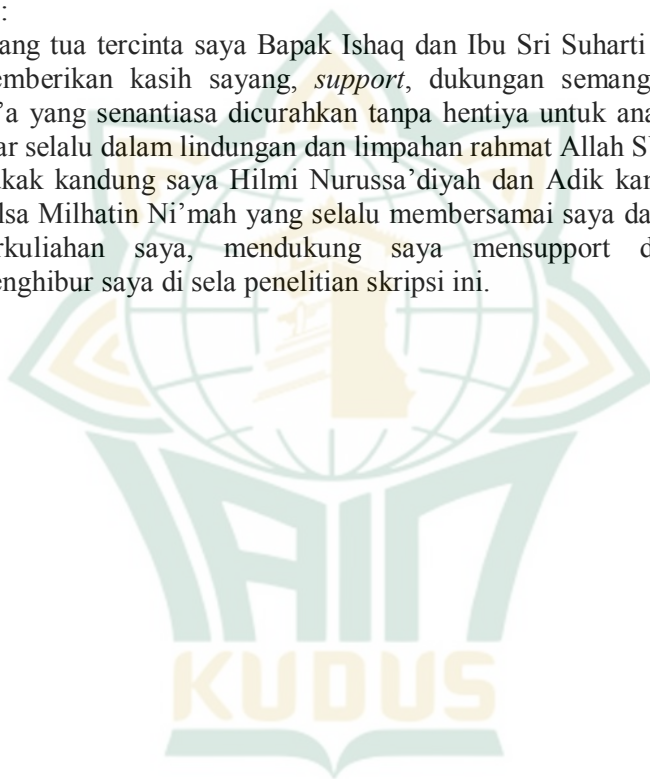 :
ang tua tercinta saya Bapak Ishaq dan Ibu Sri Suharti
emberikan kasih sayang, support, dukungan semang
'a yang senantiasa dicurahkan tanpa hentiya untuk ana
ar selalu dalam lindungan dan limpahan rahmat Allah S
akak kandung saya Hilmi Nurussa'diyah dan Adik kan
lsa Milhatin Ni'mah yang selalu membersamai saya da
rkuliahan saya, mendukung saya mensupport d
enghibur saya di sela penelitian skripsi ini.
IAIN
KUDUS